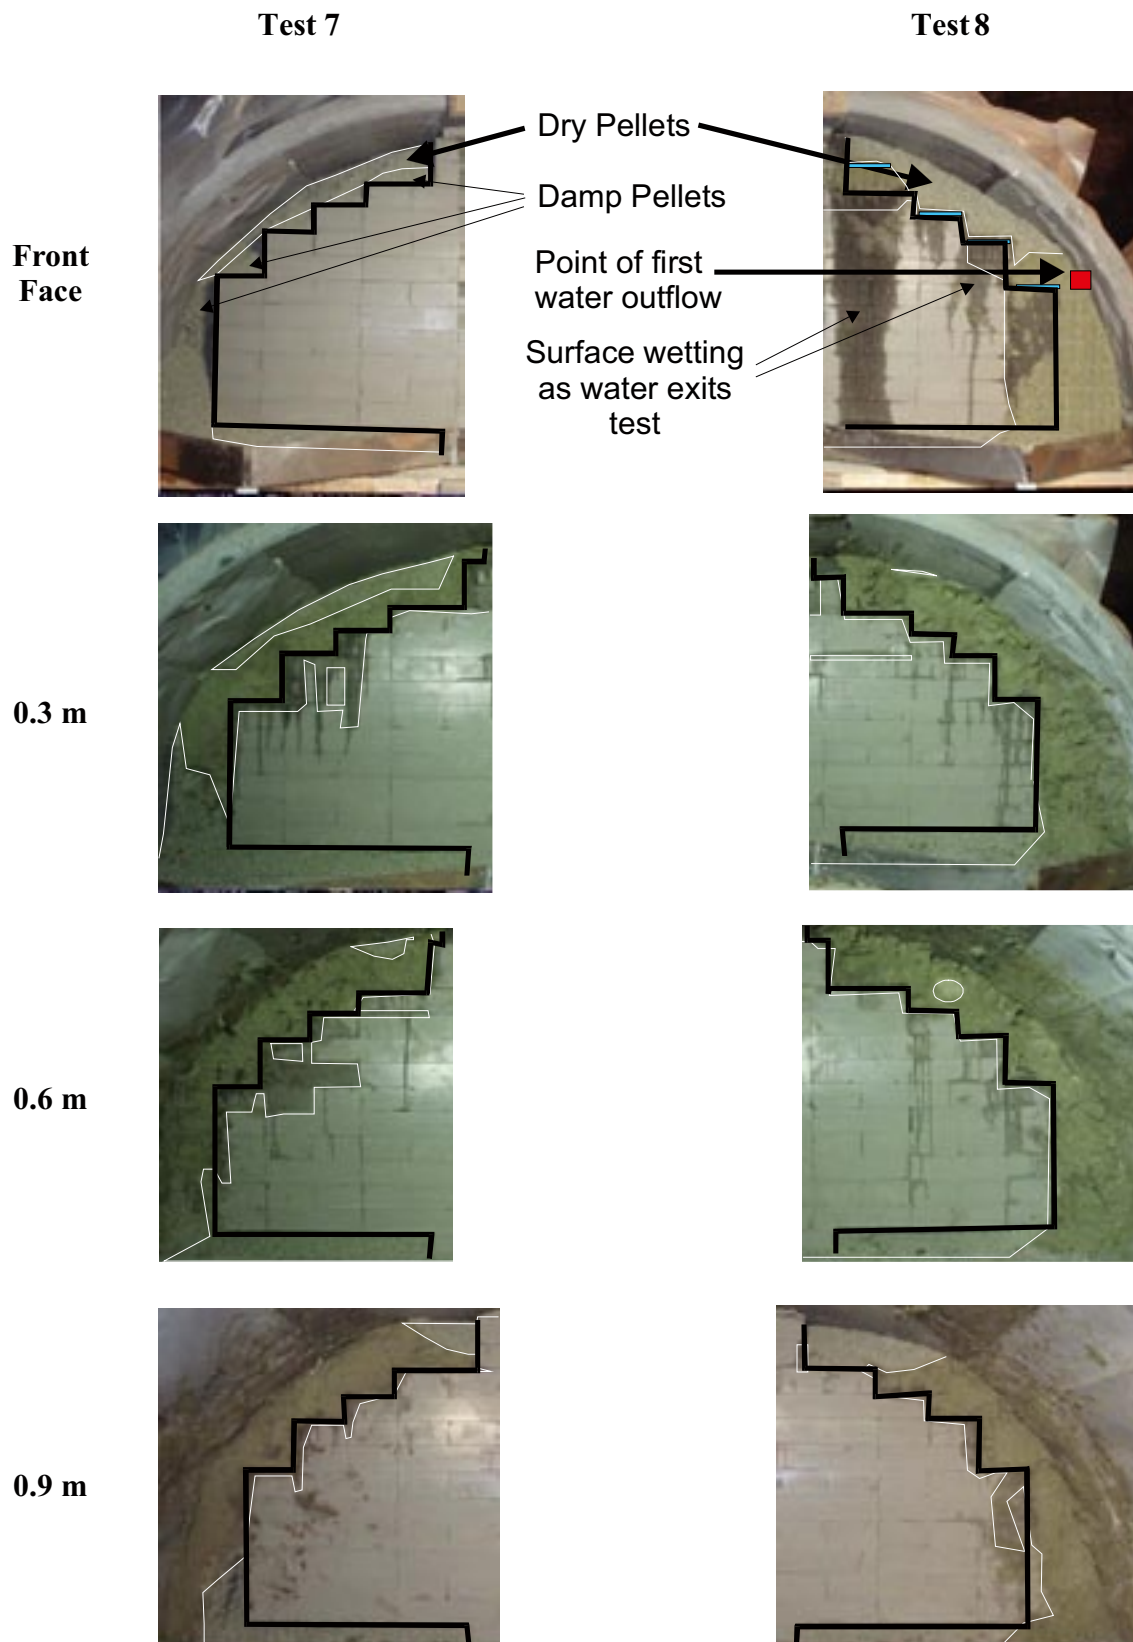 Test 7
Test 8
Dry Pellets
Damp Pellets
Front
Face
Point of first
water outflow
Surface wetting
as water exits
test
0.3 m
0.6 m
0.9 m